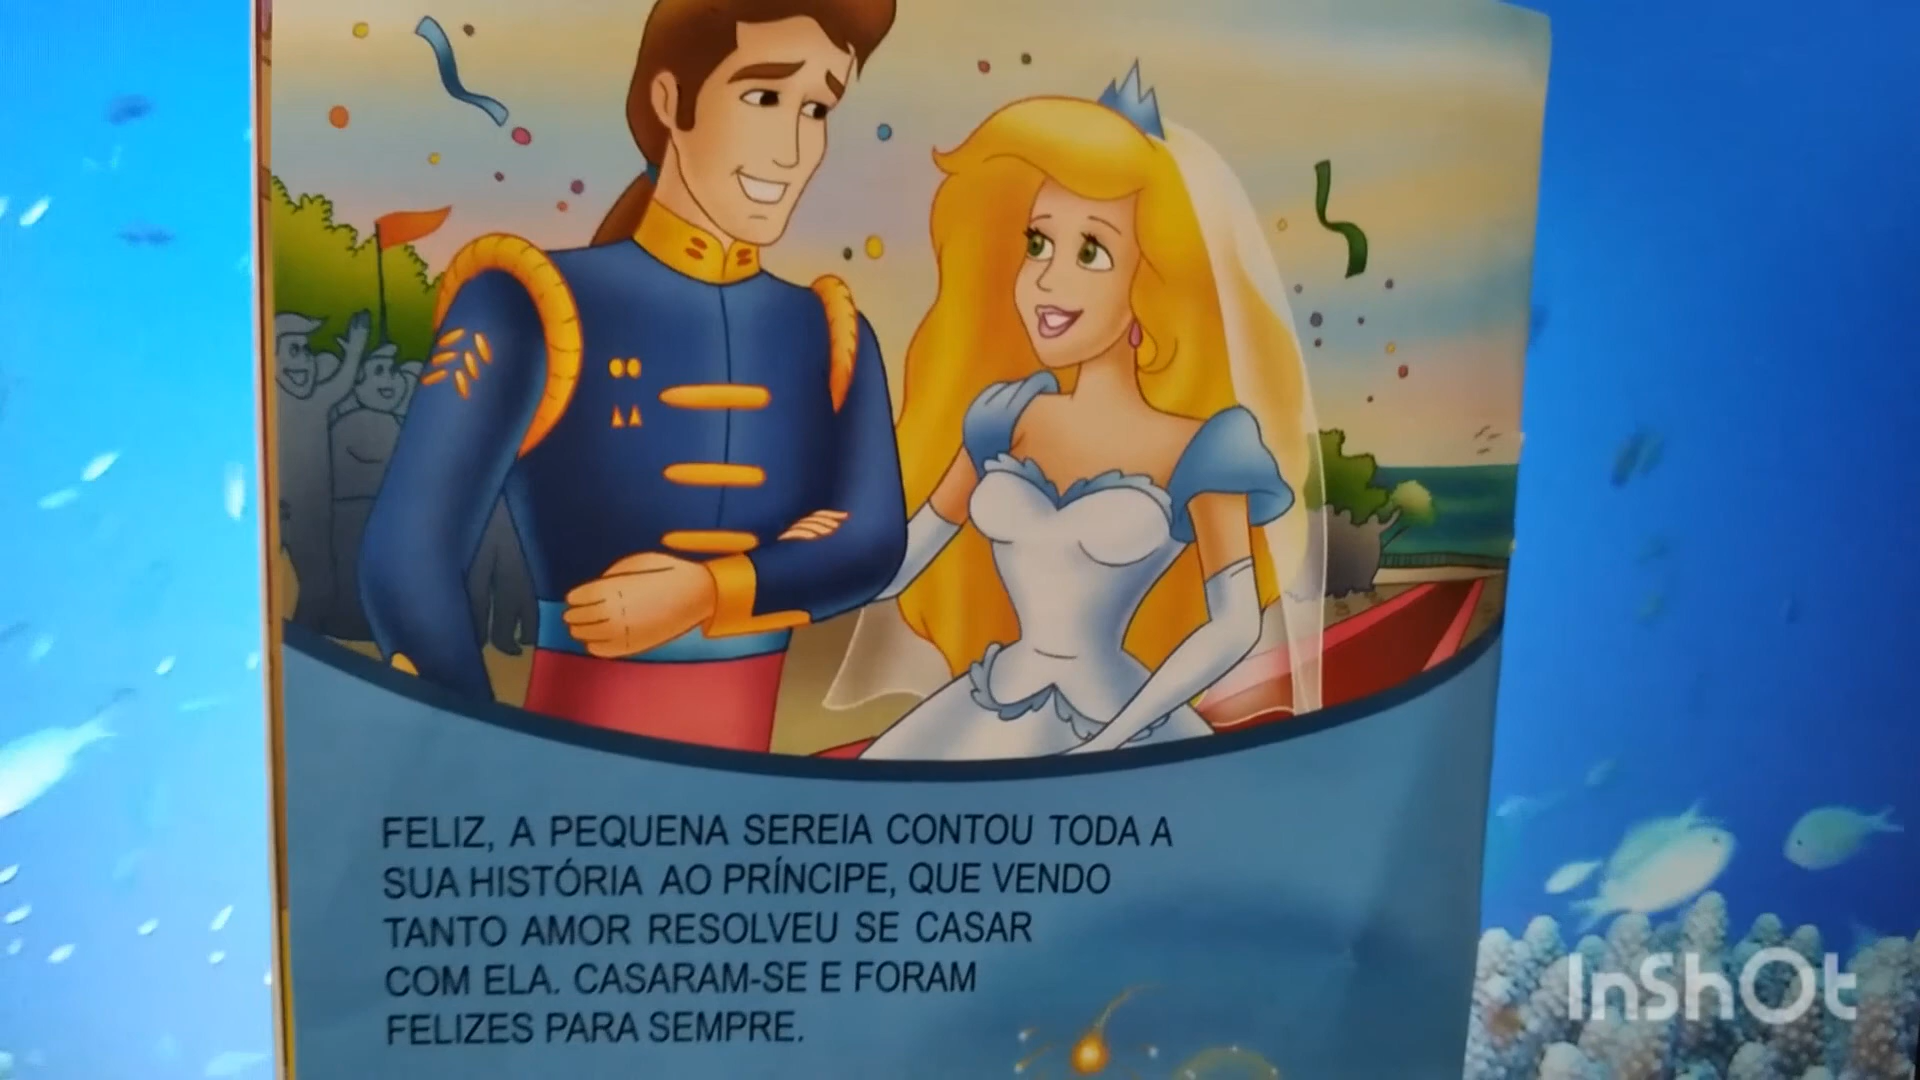 FELIZ, A PEQUENA SEREIA CONTOU TODA A
SUA HISTÓRIA AO PRÍNCIPE, QUE VENDO
TANTO AMOR RESOLVEU SE CASAR
COM ELA. CASARAM-SE E FORAM
FELIZES PARA SEMPRE.
InShOt